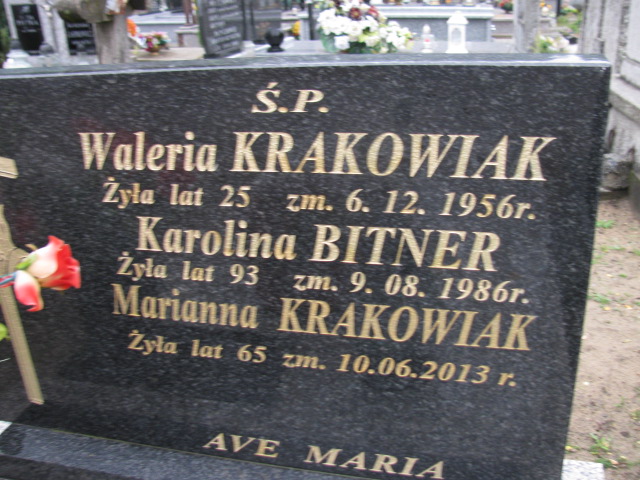 Ś.P.
Waleria KRAKOWIAK
Żyła lat 25 zm. 6. 12. 1956r.
Karolina BITNER
Żyła lat 93 zm. 9. 08. 1986r.
Marianna KRAKOWIAK
Żyła lat 65 zm. 10.06.2013 r.
AVE MARIA